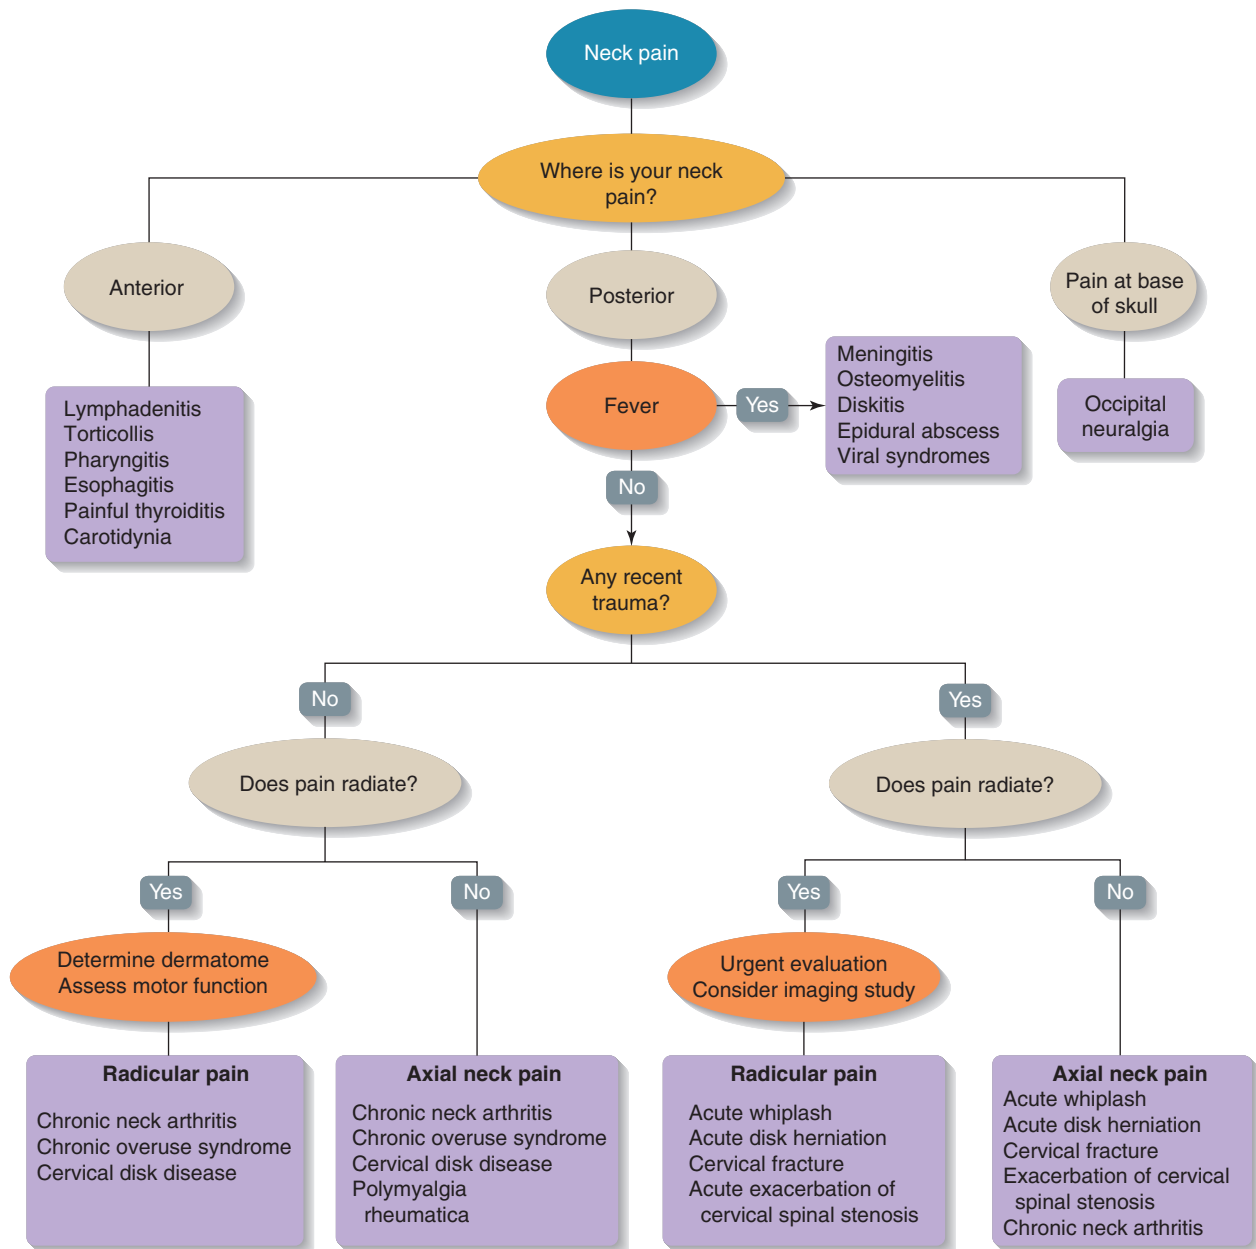 Neck pain
Where is your neck
pain?
Anterior
Posterior
Pain at base
of skull
Lymphadenitis
Torticollis
Pharyngitis
Esophagitis
Painful thyroiditis
Carotidynia
Fever
Yes
Meningitis
Osteomyelitis
Diskitis
Epidural abscess
Viral syndromes
Occipital
neuralgia
No
Any recent
trauma?
No
Yes
Does pain radiate?
Does pain radiate?
Yes
No
Yes
No
Determine dermatome
Assess motor function
Urgent evaluation
Consider imaging study
Radicular pain
Chronic neck arthritis
Chronic overuse syndrome
Cervical disk disease
Axial neck pain
Chronic neck arthritis
Chronic overuse syndrome
Cervical disk disease
Polymyalgia
rheumatica
Radicular pain
Acute whiplash
Acute disk herniation
Cervical fracture
Acute exacerbation of
cervical spinal stenosis
Axial neck pain
Acute whiplash
Acute disk herniation
Cervical fracture
Exacerbation of cervical
spinal stenosis
Chronic neck arthritis